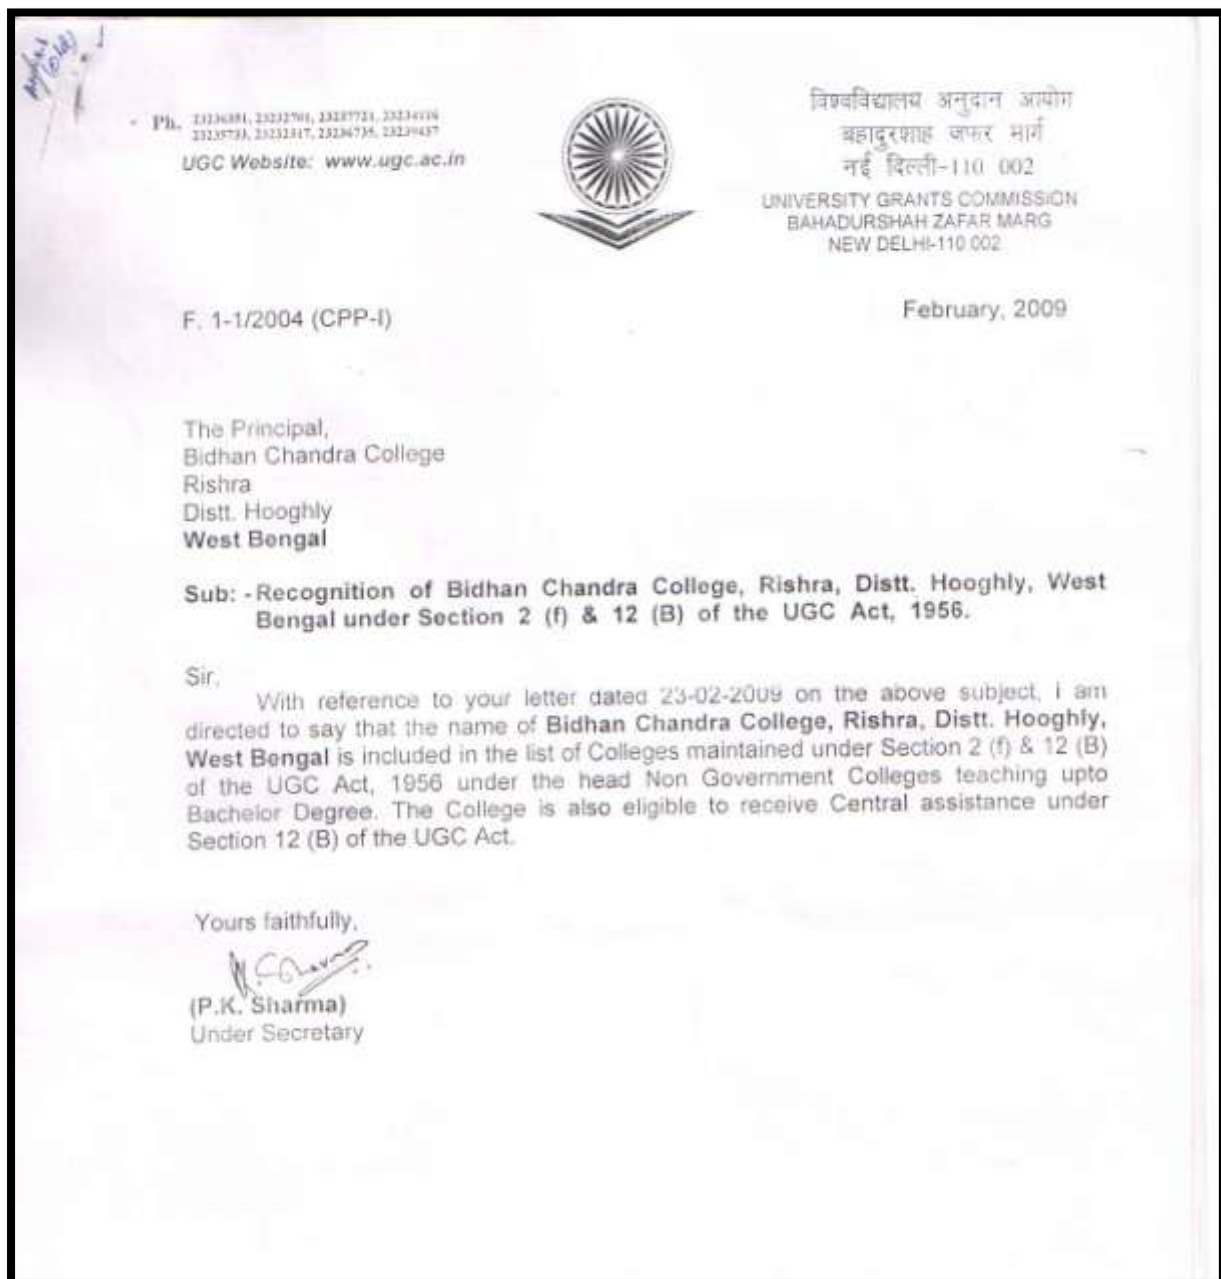 Ph. 23236351, 23232701, 23237721, 23234116
23235733, 23232317, 23236735, 23239437
UGC Website: www.ugc.ac.in
विश्वविद्यालय अनुदान आयोग
बहादुरशाह जफर मार्ग
नई दिल्ली-110 002
UNIVERSITY GRANTS COMMISSION
BAHADURSHAH ZAFAR MARG
NEW DELHI-110 002
F. 1-1/2004 (CPP-I)
February, 2009
The Principal,
Bidhan Chandra College
Rishra
Distt. Hooghly
West Bengal
Sub: - Recognition of Bidhan Chandra College, Rishra, Distt. Hooghly, West
Bengal under Section 2 (f) & 12 (B) of the UGC Act, 1956.
Sir,
With reference to your letter dated 23-02-2009 on the above subject, i am
directed to say that the name of Bidhan Chandra College, Rishra, Distt. Hooghly,
West Bengal is included in the list of Colleges maintained under Section 2 (f) & 12 (B)
of the UGC Act, 1956 under the head Non Government Colleges teaching upto
Bachelor Degree. The College is also eligible to receive Central assistance under
Section 12 (B) of the UGC Act.
Yours faithfully,
(P.K. Sharma)
Under Secretary